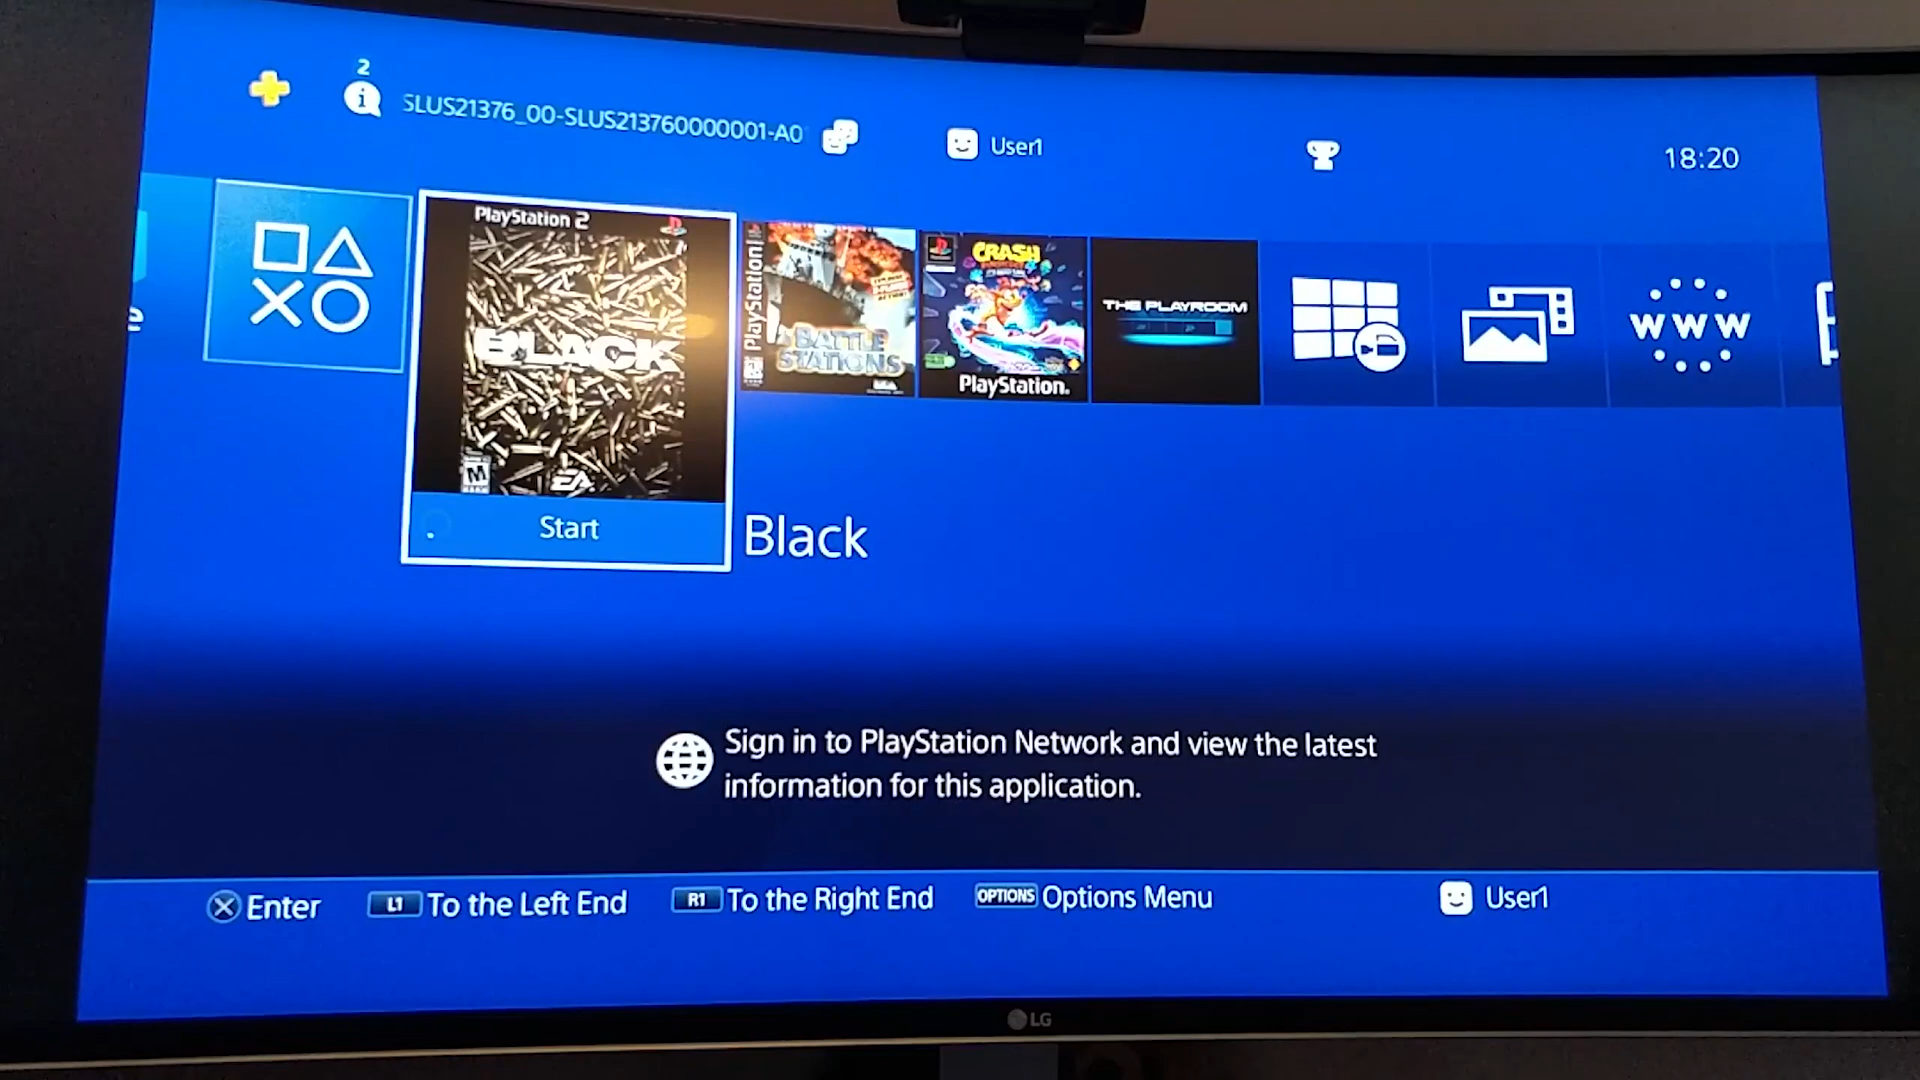 2
SLUS21376_00-SLUS213760000001-A0
User1
18:20
e
PlayStation 2
BLACK
M
EA
Start
Black
PlayStation
BATTLE
STATIONS
CRASH
PlayStation.
THE PLAYROOM
WWW
Sign in to PlayStation Network and view the latest
information for this application.
Enter
L1 To the Left End
R1 To the Right End
OPTIONS Options Menu
User1
LG